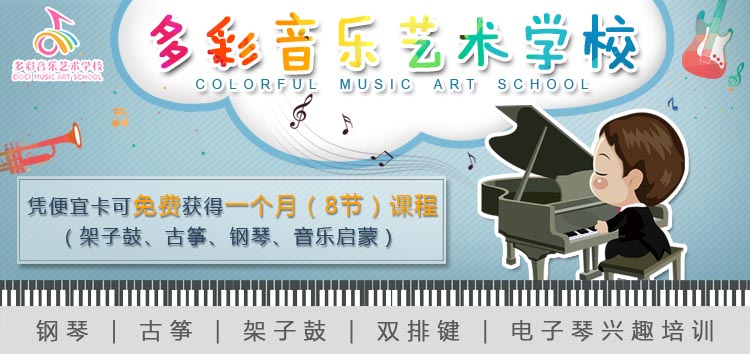 多彩音乐艺术学校
DOCI MUSIC ART SCHOOL
多彩音乐艺术学校
COLORFUL MUSIC ART SCHOOL
凭便宜卡可免费获得一个月（8节）课程
（架子鼓、古筝、钢琴、音乐启蒙）
钢琴 | 古筝 | 架子鼓 | 双排键 | 电子琴兴趣培训